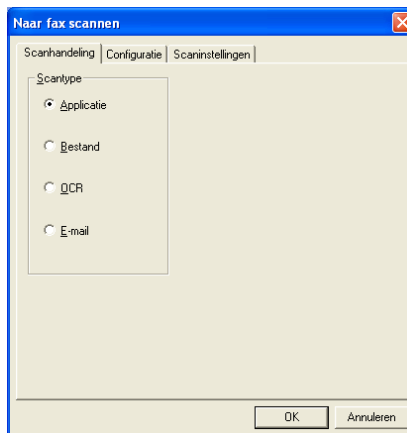 Naar fax scannen
Scanhandeling Configuratie Scaninstellingen
Scantype
Applicatie
Bestand
OCR
E-mail
OK Annuleren